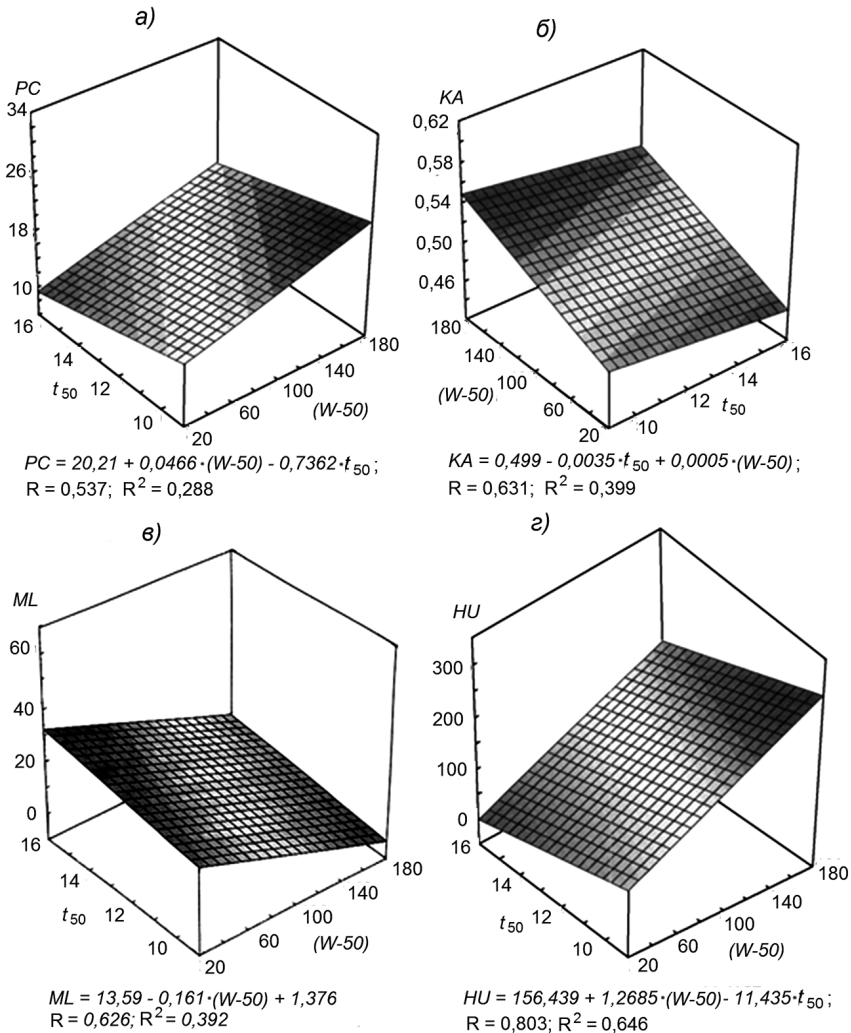 а)
PC
34
26
18
10
16
14
12
10
t50
20
60
100
140
180
(W-50)
PC = 20,21 + 0,0466·(W-50) - 0,7362·t50;
R = 0,537; R² = 0,288
б)
KA
0,62
0,58
0,54
0,50
0,46
180
140
100
60
20
(W-50)
10
12
14
16
t50
KA = 0,499 - 0,0035·t50 + 0,0005·(W-50);
R = 0,631; R² = 0,399
в)
ML
60
40
20
0
16
14
12
10
t50
20
60
100
140
180
(W-50)
ML = 13,59 - 0,161·(W-50) + 1,376
R = 0,626; R² = 0,392
г)
HU
300
200
100
0
16
14
12
10
t50
20
60
100
140
180
(W-50)
HU = 156,439 + 1,2685·(W-50)- 11,435·t50;
R = 0,803; R² = 0,646